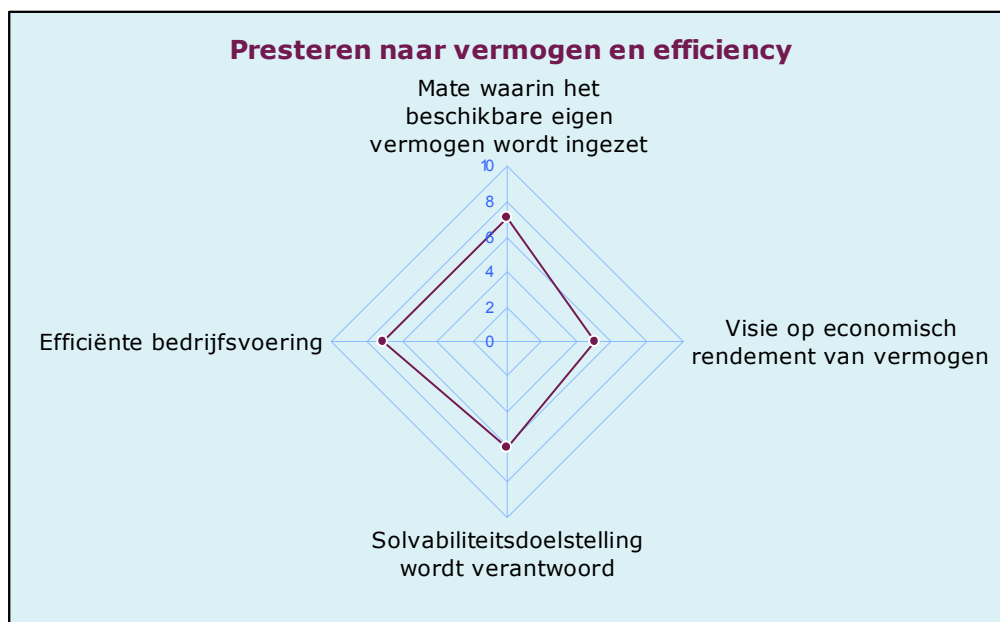 Presteren naar vermogen en efficiency
Mate waarin het
beschikbare eigen
vermogen wordt ingezet
10
8
6
4
2
0
Efficiënte bedrijfsvoering
Visie op economisch
rendement van vermogen
Solvabiliteitsdoelstelling
wordt verantwoord